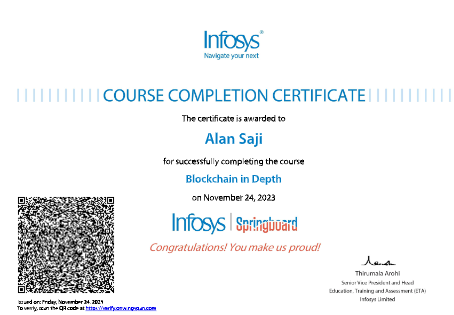 Infosys®
Navigate your next
COURSE COMPLETION CERTIFICATE
The certificate is awarded to
Alan Saji
for successfully completing the course
Blockchain in Depth
on November 24, 2023
Infosys | Springboard
Congratulations! You make us proud!
Thirumala Arohi
Senior Vice President and Head
Education, Training and Assessment (ETA)
Infosys Limited
Issued on: Friday, November 24, 2023
To verify, scan the QR code at https://verify.onwingspan.com